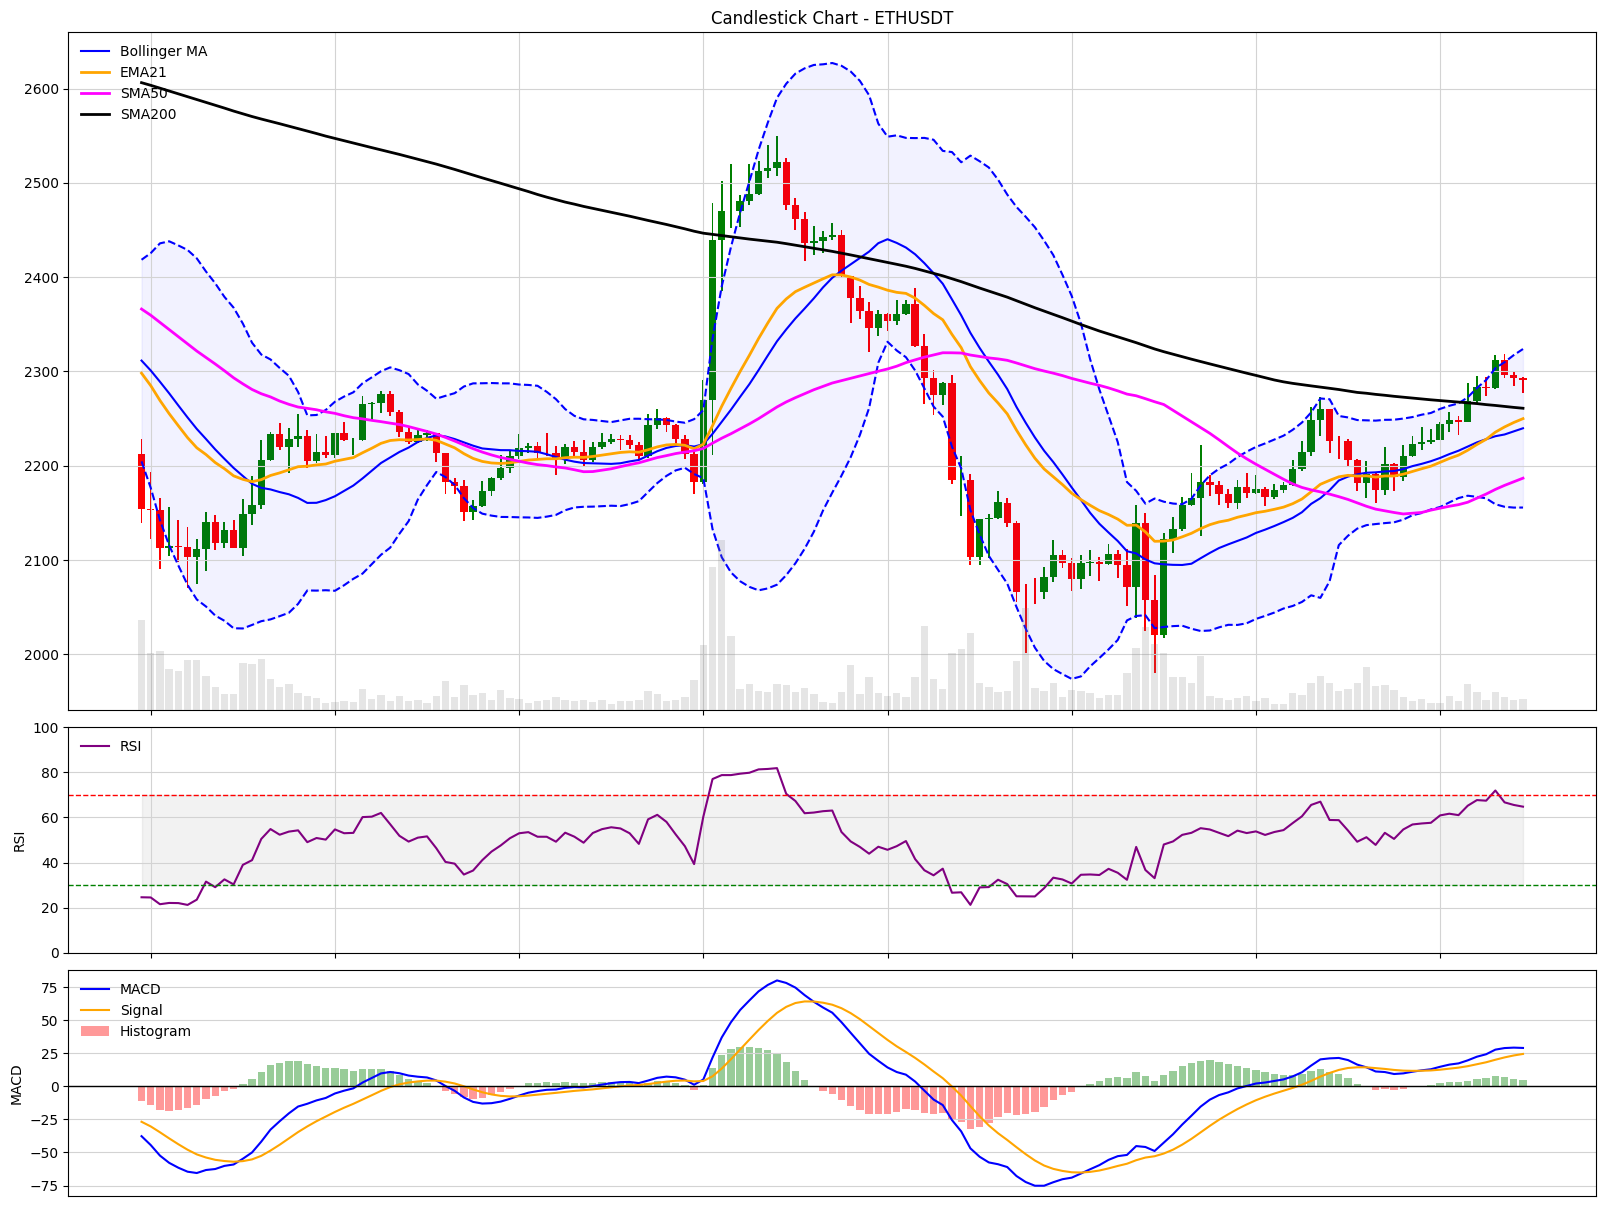 Candlestick Chart - ETHUSDT
Bollinger MA
EMA21
SMA50
SMA200
2600
2500
2400
2300
2200
2100
2000
RSI
100
80
60
40
20
0
RSI
MACD
Signal
Histogram
75
50
25
0
−25
−50
−75
MACD